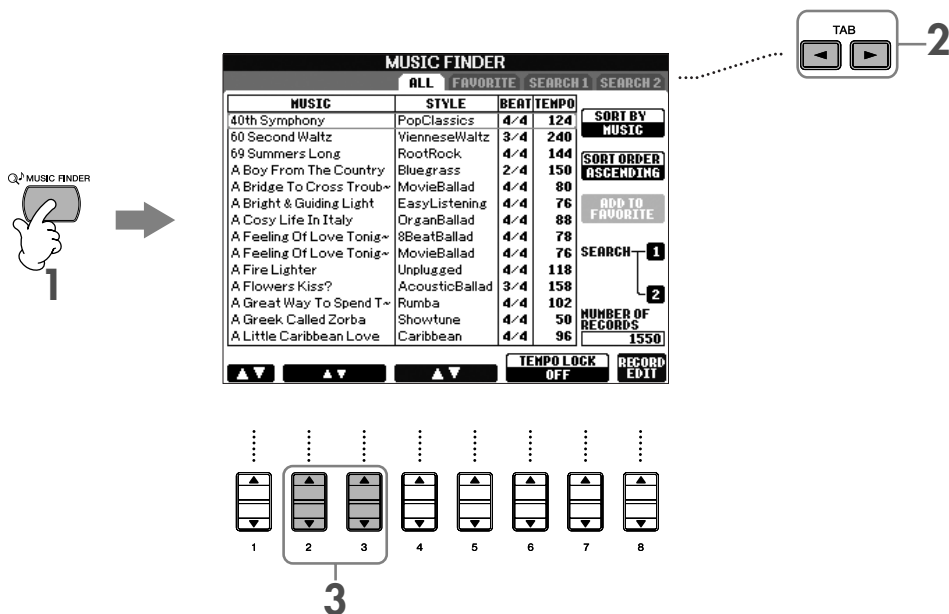 TAB
2
MUSIC FINDER
ALL FAVORITE SEARCH 1 SEARCH 2
MUSIC STYLE BEAT TEMPO
40th Symphony PopClassics 4/4 124
60 Second Waltz VienneseWaltz 3/4 240
69 Summers Long RootRock 4/4 144
A Boy From The Country Bluegrass 2/4 150
A Bridge To Cross Troub~ MovieBallad 4/4 80
A Bright & Guiding Light EasyListening 4/4 76
A Cosy Life In Italy OrganBallad 4/4 88
A Feeling Of Love Tonig~ 8BeatBallad 4/4 78
A Feeling Of Love Tonig~ MovieBallad 4/4 76
A Fire Lighter Unplugged 4/4 118
A Flowers Kiss? AcousticBallad 3/4 158
A Great Way To Spend T~ Rumba 4/4 102
A Greek Called Zorba Showtune 4/4 50
A Little Caribbean Love Caribbean 4/4 96
SORT BY
MUSIC
SORT ORDER
ASCENDING
ADD TO
FAVORITE
SEARCH 1
2
NUMBER OF
RECORDS
1550
TEMPO LOCK
OFF
RECORD
EDIT
MUSIC FINDER
1
1 2 3 4 5 6 7 8
3